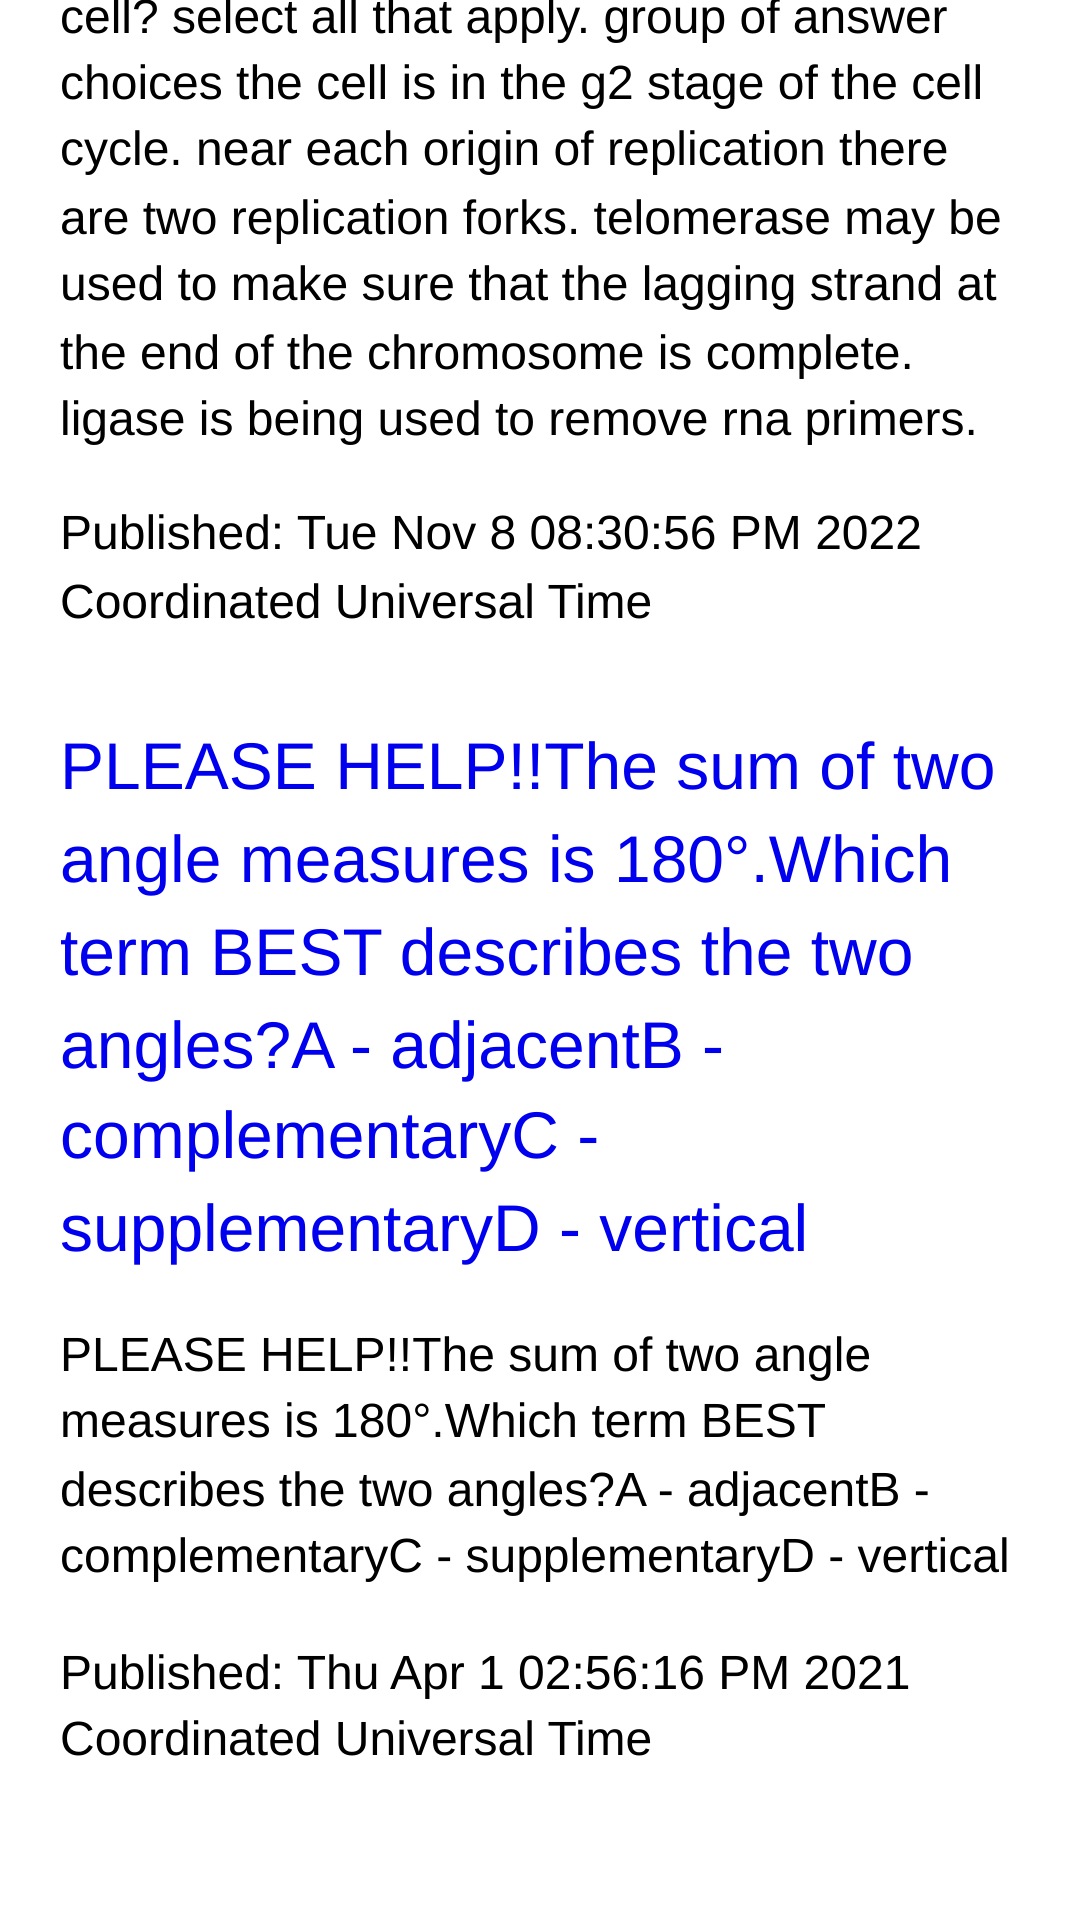 cell? select all that apply. group of answer
choices the cell is in the g2 stage of the cell
cycle. near each origin of replication there
are two replication forks. telomerase may be
used to make sure that the lagging strand at
the end of the chromosome is complete.
ligase is being used to remove rna primers.
Published: Tue Nov 8 08:30:56 PM 2022
Coordinated Universal Time
PLEASE HELP!!The sum of two
angle measures is 180°.Which
term BEST describes the two
angles?A - adjacentB -
complementaryC -
supplementaryD - vertical
PLEASE HELP!!The sum of two angle
measures is 180°.Which term BEST
describes the two angles?A - adjacentB -
complementaryC - supplementaryD - vertical
Published: Thu Apr 1 02:56:16 PM 2021
Coordinated Universal Time